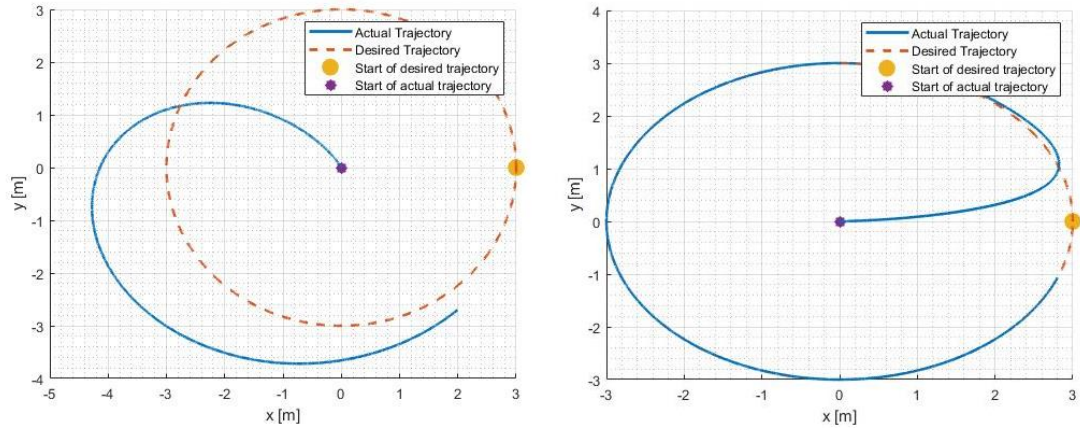 Actual Trajectory
Desired Trajectory
Start of desired trajectory
Start of actual trajectory
3
2
1
0
-1
-2
-3
-4
y [m]
-5 -4 -3 -2 -1 0 1 2 3
x [m]
Actual Trajectory
Desired Trajectory
Start of desired trajectory
Start of actual trajectory
4
3
2
1
0
-1
-2
-3
y [m]
-3 -2 -1 0 1 2 3
x [m]